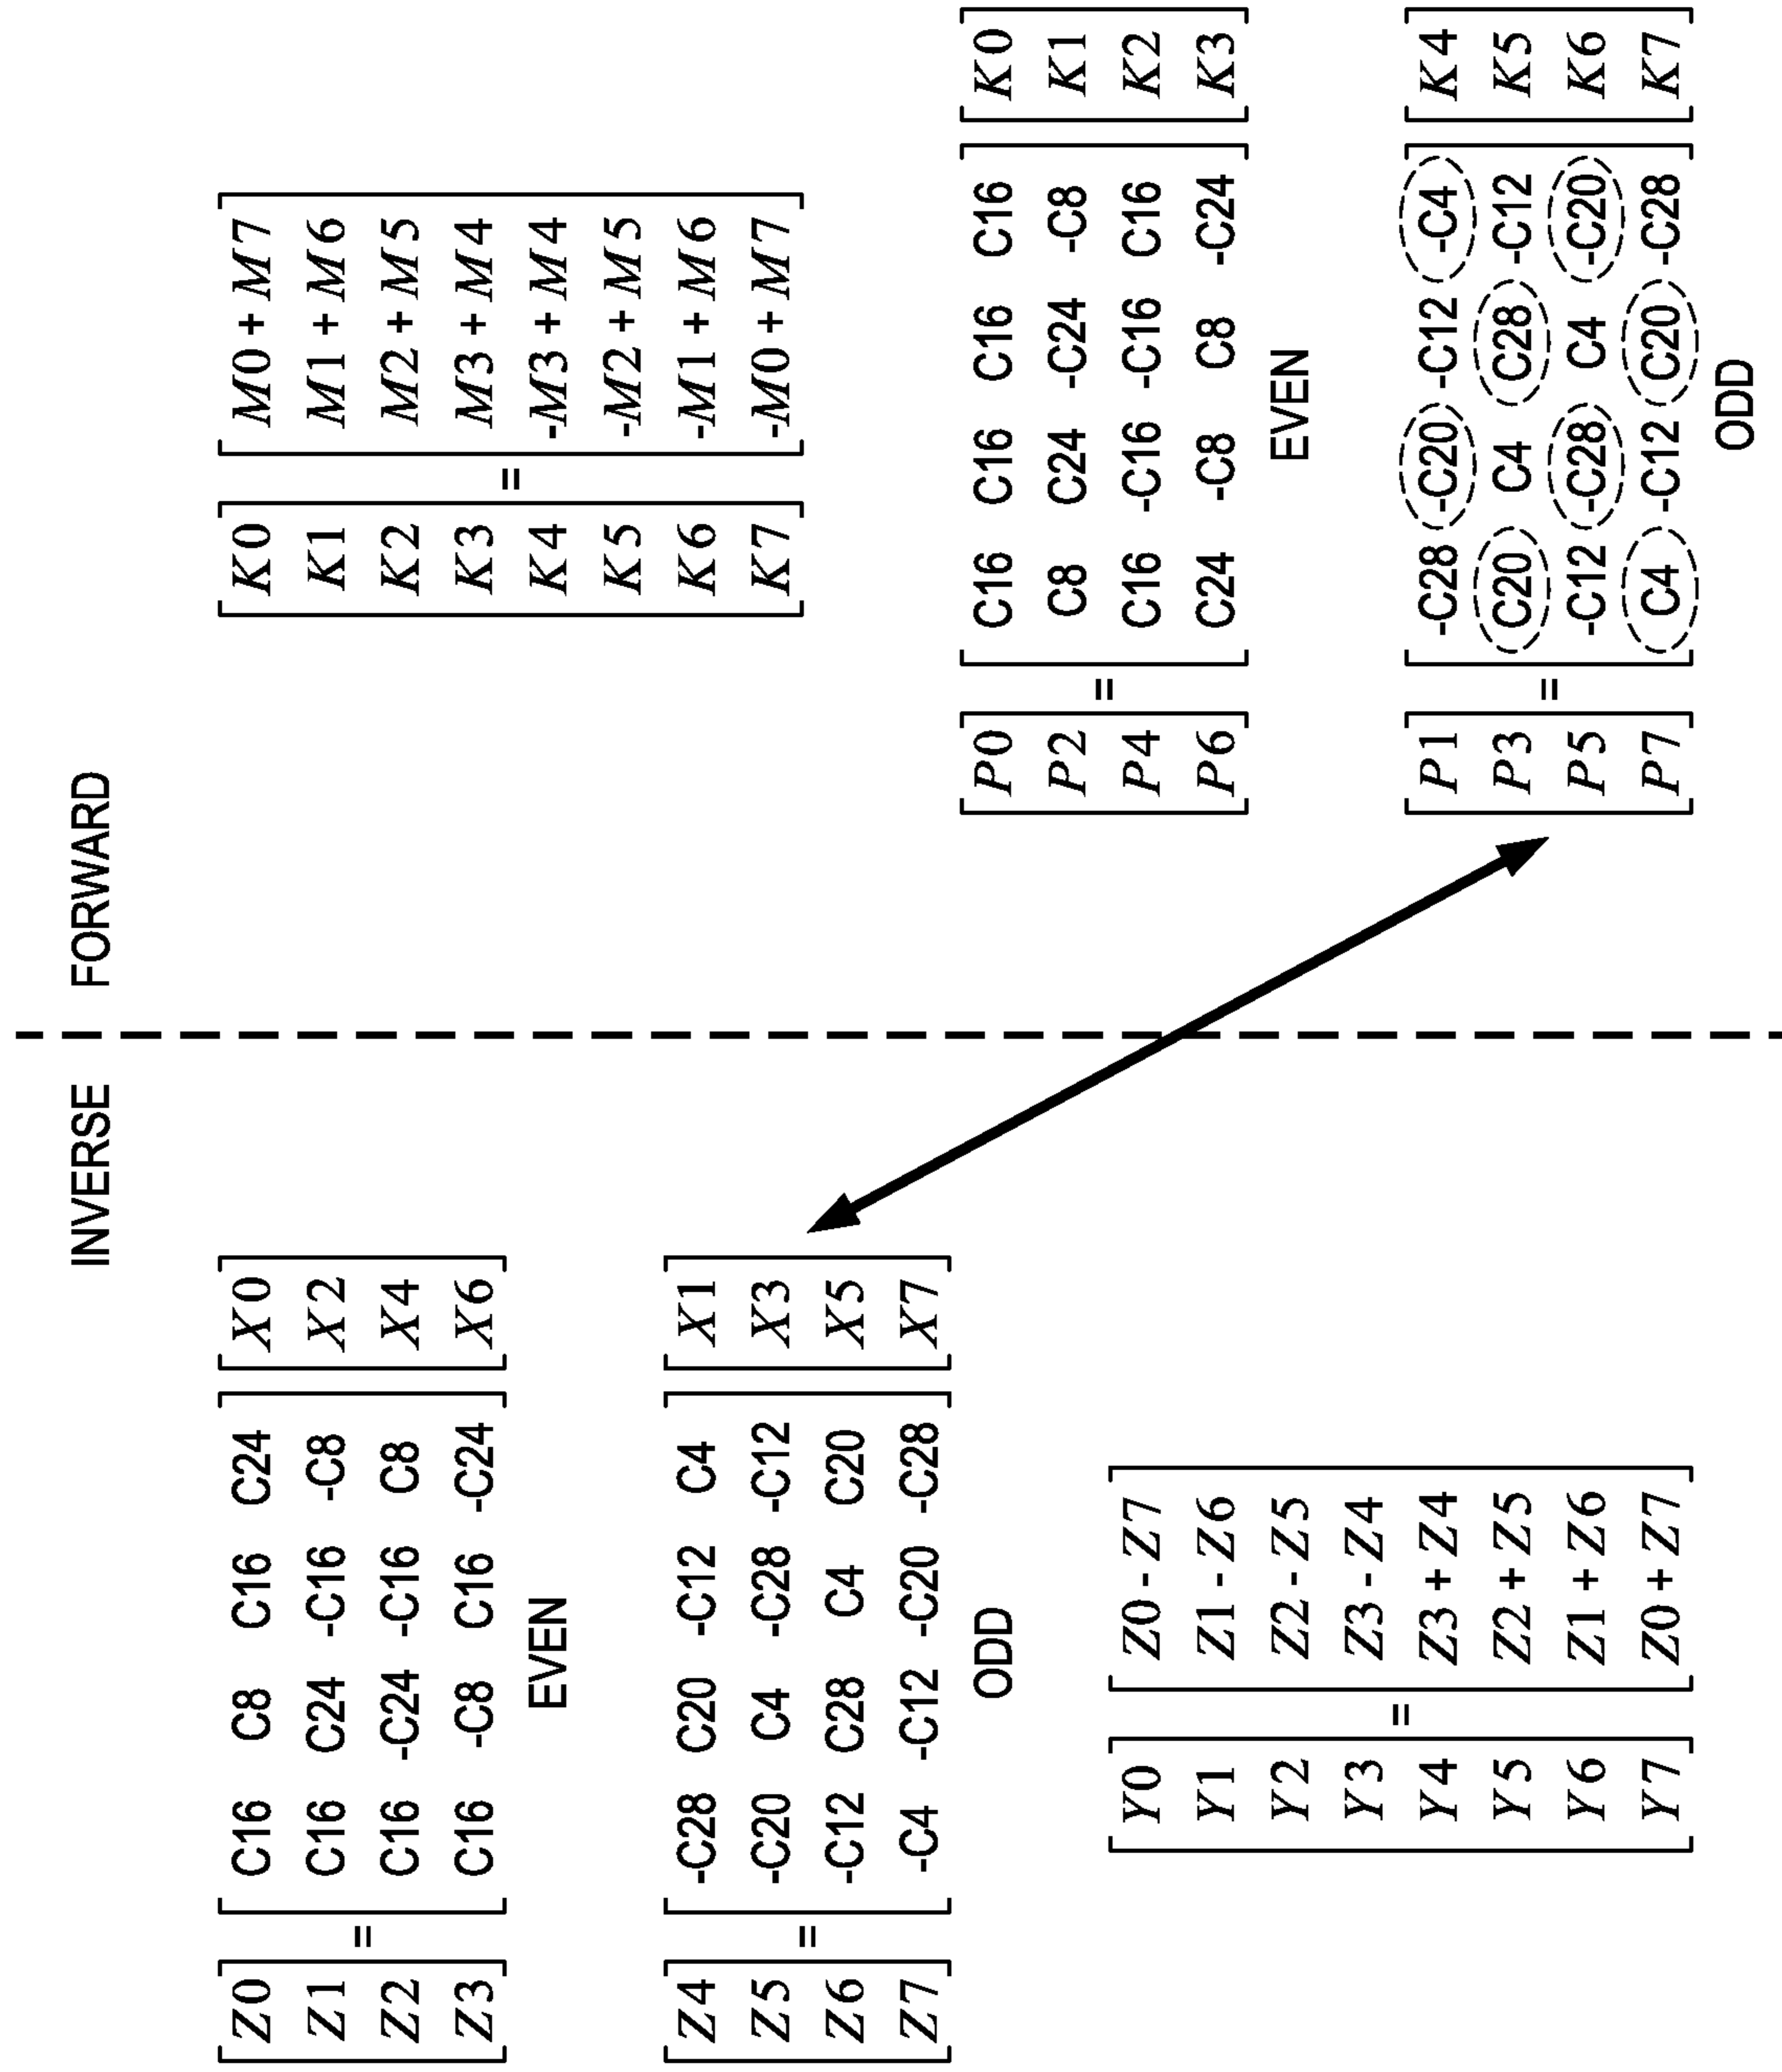 INVERSE
Z0 = C16 C8 C16 C24 X0
Z1 C16 C24 -C16 -C8 X2
Z2 C16 -C24 -C16 C8 X4
Z3 C16 -C8 C16 -C24 X6
EVEN
Z4 = -C28 C20 -C12 C4 X1
Z5 -C20 C4 -C28 -C12 X3
Z6 -C12 C28 C4 C20 X5
Z7 -C4 -C12 -C20 -C28 X7
ODD
Y0 = Z0 - Z7
Y1 Z1 - Z6
Y2 Z2 - Z5
Y3 Z3 - Z4
Y4 Z3 + Z4
Y5 Z2 + Z5
Y6 Z1 + Z6
Y7 Z0 + Z7
FORWARD
K0 = M0 + M7
K1 M1 + M6
K2 M2 + M5
K3 M3 + M4
K4 -M3 + M4
K5 -M2 + M5
K6 -M1 + M6
K7 -M0 + M7
P0 = C16 C16 C16 C16 K0
P2 C8 C24 -C24 -C8 K1
P4 C16 -C16 -C16 C16 K2
P6 C24 -C8 C8 -C24 K3
EVEN
P1 = -C28 -C20 -C12 -C4 K4
P3 C20 C4 C28 -C12 K5
P5 -C12 -C28 C4 -C20 K6
P7 C4 -C12 C20 -C28 K7
ODD